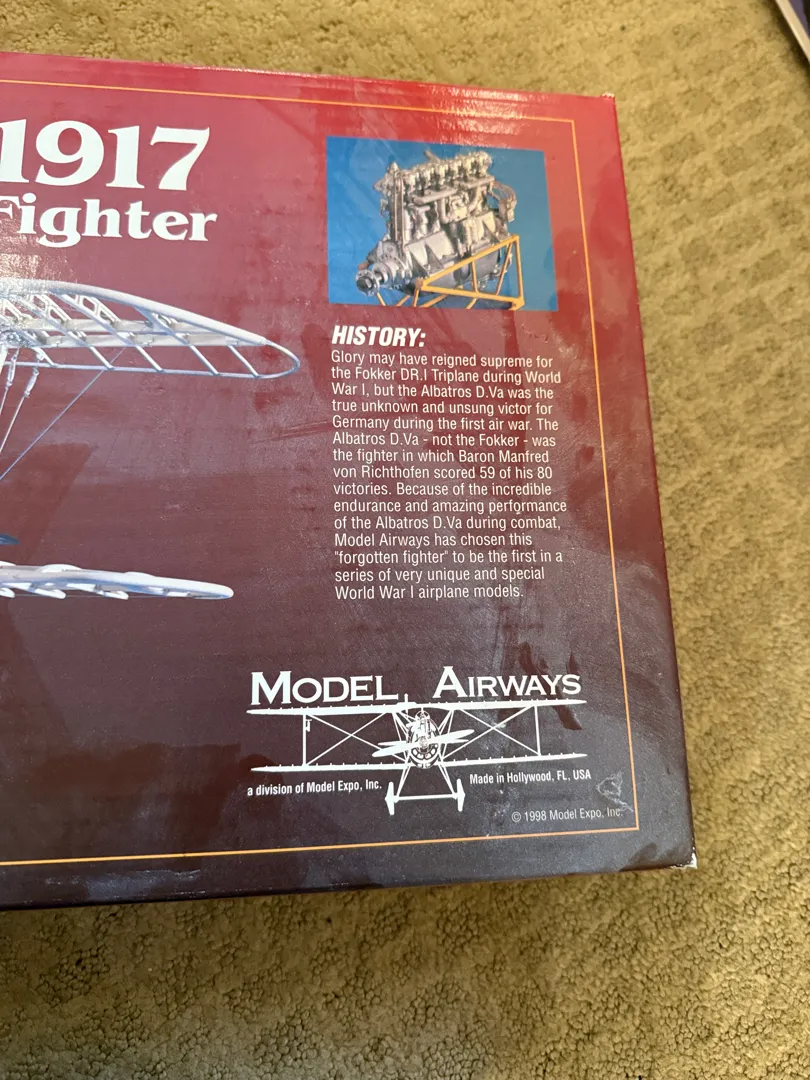 1917
Fighter
HISTORY:
Glory may have reigned supreme for
the Fokker DR.I Triplane during World
War I, but the Albatros D.Va was the
true unknown and unsung victor for
Germany during the first air war. The
Albatros D.Va - not the Fokker - was
the fighter in which Baron Manfred
von Richthofen scored 59 of his 80
victories. Because of the incredible
endurance and amazing performance
of the Albatros D.Va during combat,
Model Airways has chosen this
"forgotten fighter" to be the first in a
series of very unique and special
World War I airplane models.
MODEL AIRWAYS
a division of Model Expo, Inc.
Made in Hollywood, FL, USA
© 1998 Model Expo, Inc.